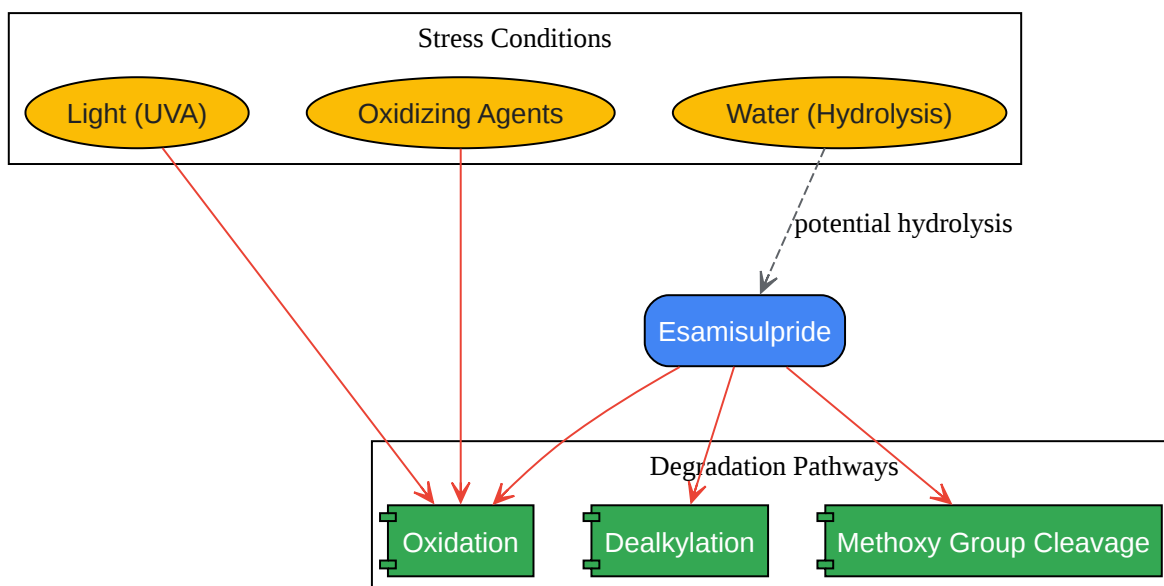 Stress Conditions
Light (UVA)
Oxidizing Agents
Water (Hydrolysis)
potential hydrolysis
Esamisulpride
Degradation Pathways
Oxidation
Dealkylation
Methoxy Group Cleavage